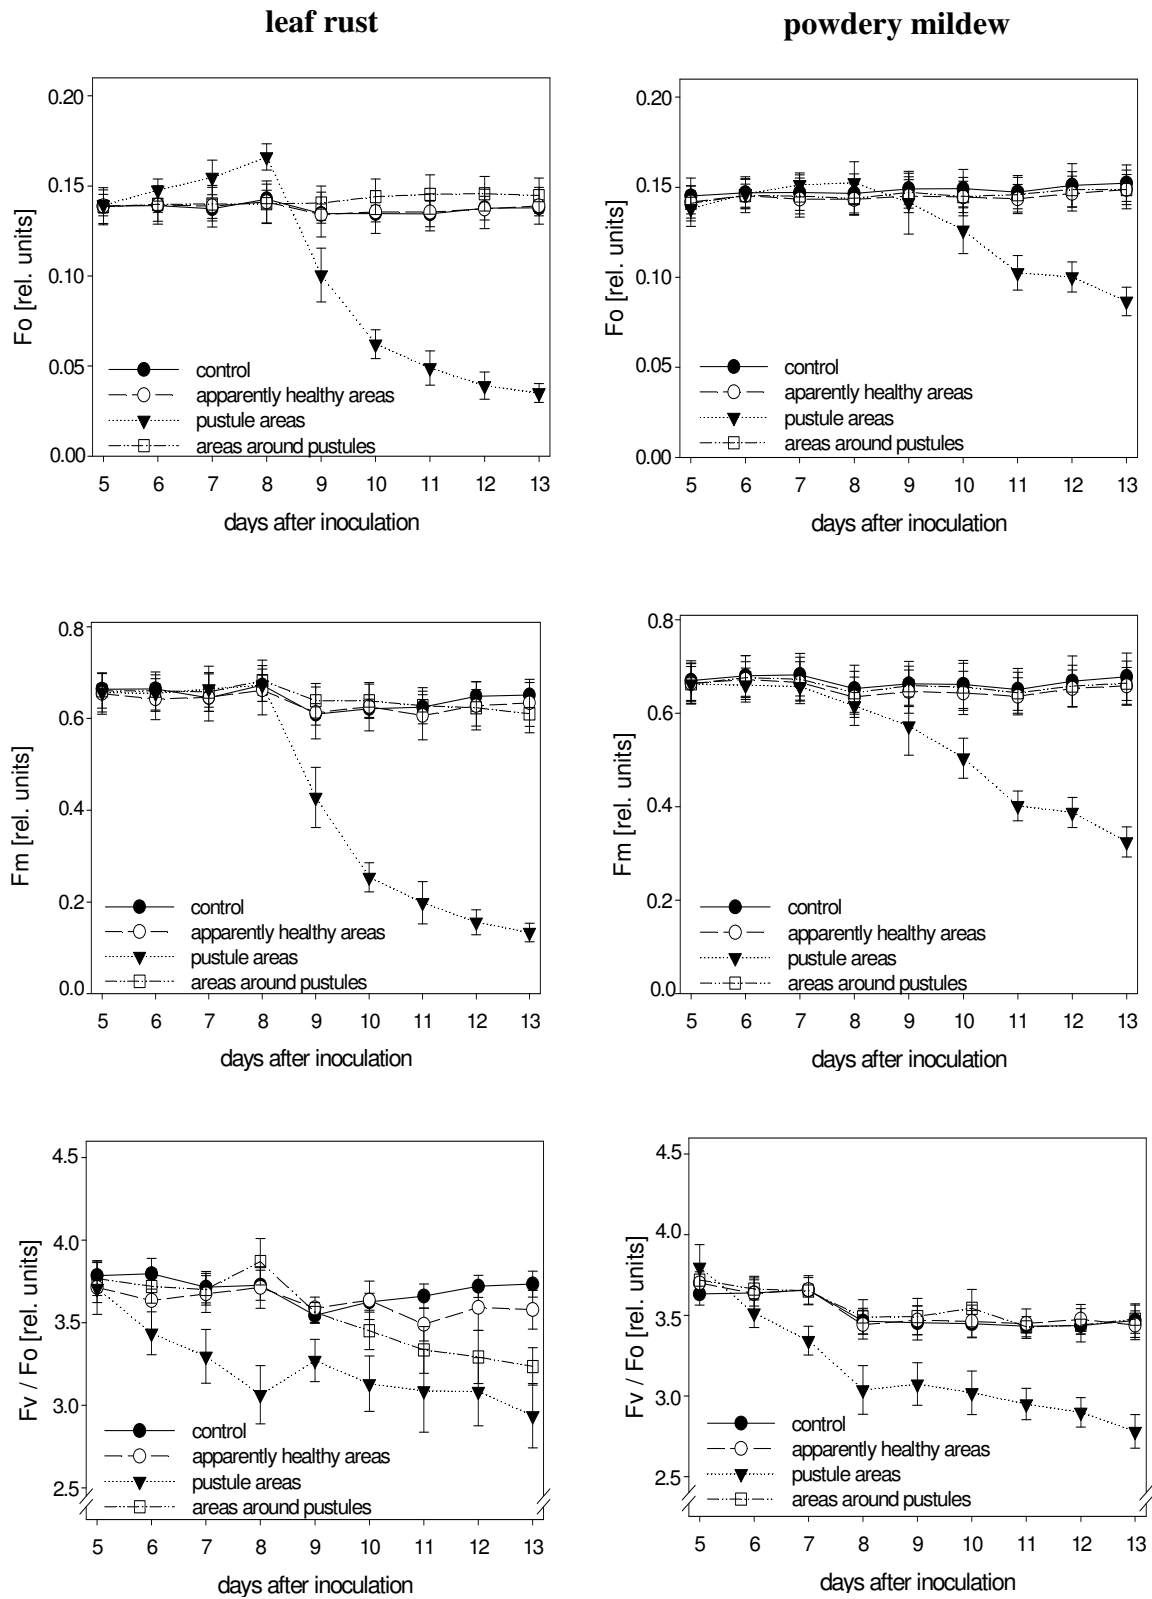 leaf rust
powdery mildew
Fo [rel. units]
0.20
0.15
0.10
0.05
0.00
control
apparently healthy areas
pustule areas
areas around pustules
5 6 7 8 9 10 11 12 13
days after inoculation
Fo [rel. units]
0.20
0.15
0.10
0.05
0.00
control
apparently healthy areas
pustule areas
areas around pustules
5 6 7 8 9 10 11 12 13
days after inoculation
Fm [rel. units]
0.8
0.6
0.4
0.2
0.0
control
apparently healthy areas
pustule areas
areas around pustules
5 6 7 8 9 10 11 12 13
days after inoculation
Fm [rel. units]
0.8
0.6
0.4
0.2
0.0
control
apparently healthy areas
pustule areas
areas around pustules
5 6 7 8 9 10 11 12 13
days after inoculation
Fv / Fo [rel. units]
4.5
4.0
3.5
3.0
2.5
control
apparently healthy areas
pustule areas
areas around pustules
5 6 7 8 9 10 11 12 13
days after inoculation
Fv / Fo [rel. units]
4.5
4.0
3.5
3.0
2.5
control
apparently healthy areas
pustule areas
areas around pustules
5 6 7 8 9 10 11 12 13
days after inoculation